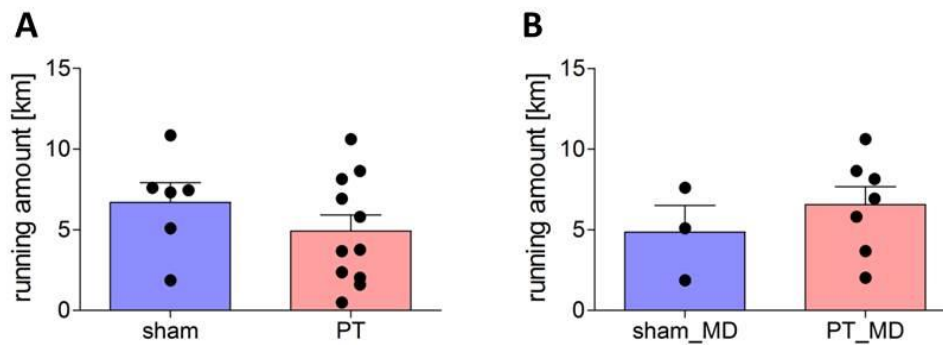 A
running amount [km]
15
10
5
0
sham
PT
B
running amount [km]
15
10
5
0
sham_MD
PT_MD